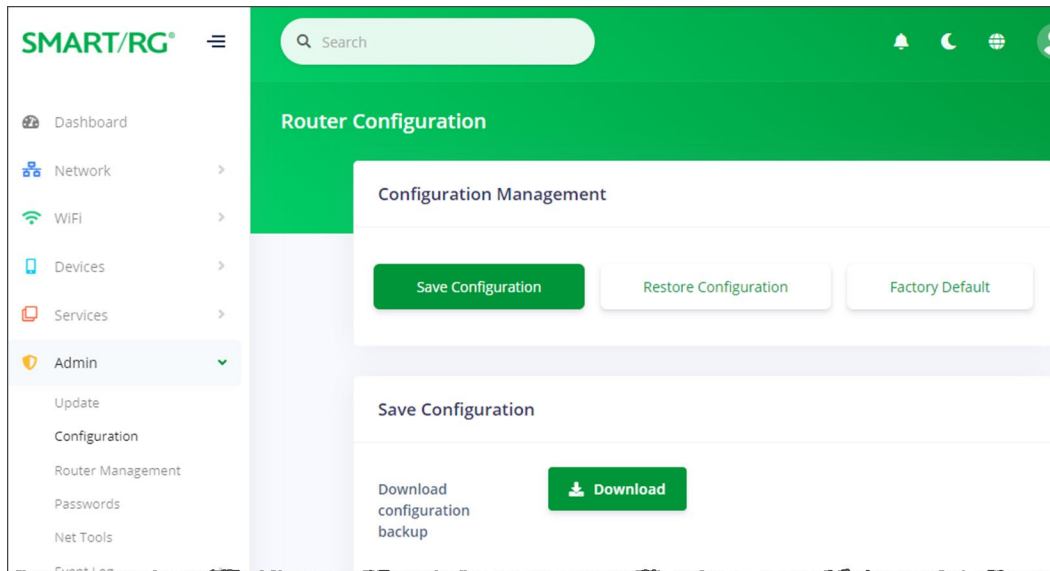 SMART/RG®
Search
Dashboard
Network
WiFi
Devices
Services
Admin
Update
Configuration
Router Management
Passwords
Net Tools
Router Configuration
Configuration Management
Save Configuration
Restore Configuration
Factory Default
Save Configuration
Download
configuration
backup
Download